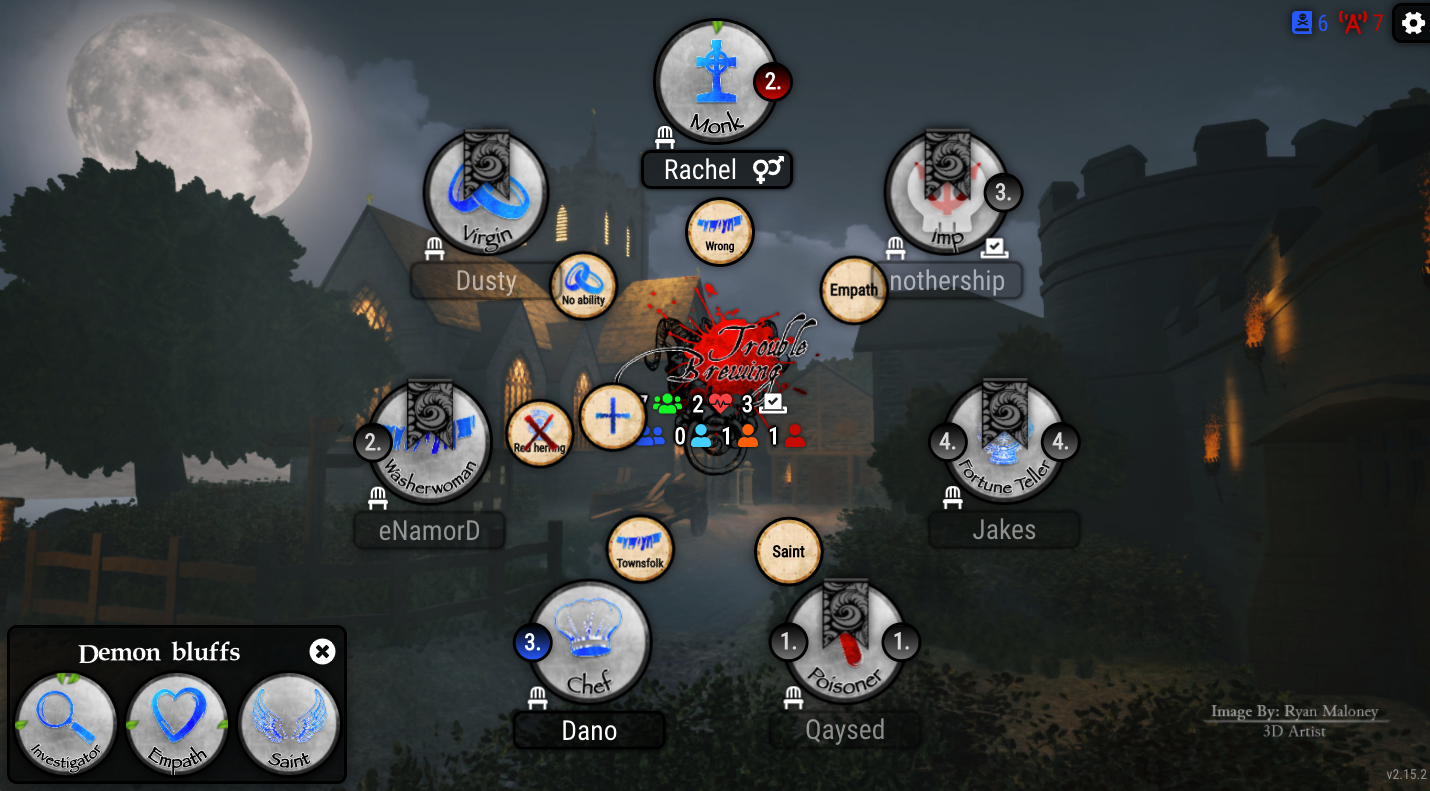 6
7
Monk
2.
Rachel
Virgin
Dusty
No ability
Wrong
Imp
3.
Empath
nothership
Trouble
Brewing
2
3
0
1
1
Washerwoman
2.
eNamorD
Red herring
Fortune Teller
4.
4.
Jakes
Townsfolk
Saint
Chef
3.
Dano
Poisoner
1.
1.
Qaysed
Demon bluffs
Investigator
Empath
Saint
Image By: Ryan Maloney
3D Artist
v2.15.2